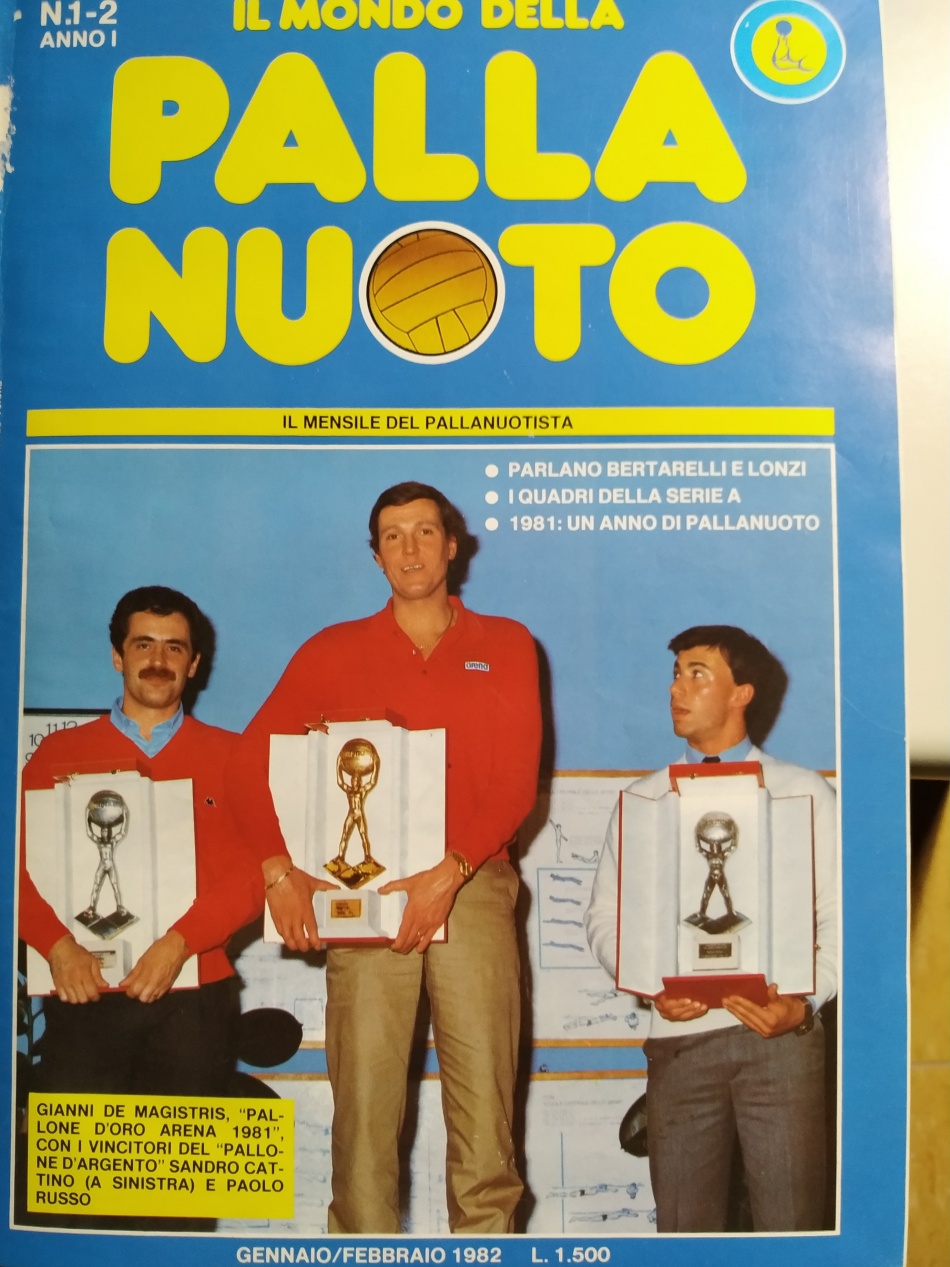 N.1-2
ANNO I
IL MONDO DELLA
PALLA
NUOTO
IL MENSILE DEL PALLANUOTISTA
● PARLANO BERTARELLI E LONZI
● I QUADRI DELLA SERIE A
● 1981: UN ANNO DI PALLANUOTO
arena
GIANNI DE MAGISTRIS, “PAL-
LONE D'ORO ARENA 1981”,
CON I VINCITORI DEL “PALLO-
NE D'ARGENTO” SANDRO CAT-
TINO (A SINISTRA) E PAOLO
RUSSO
GENNAIO/FEBBRAIO 1982 L. 1.500